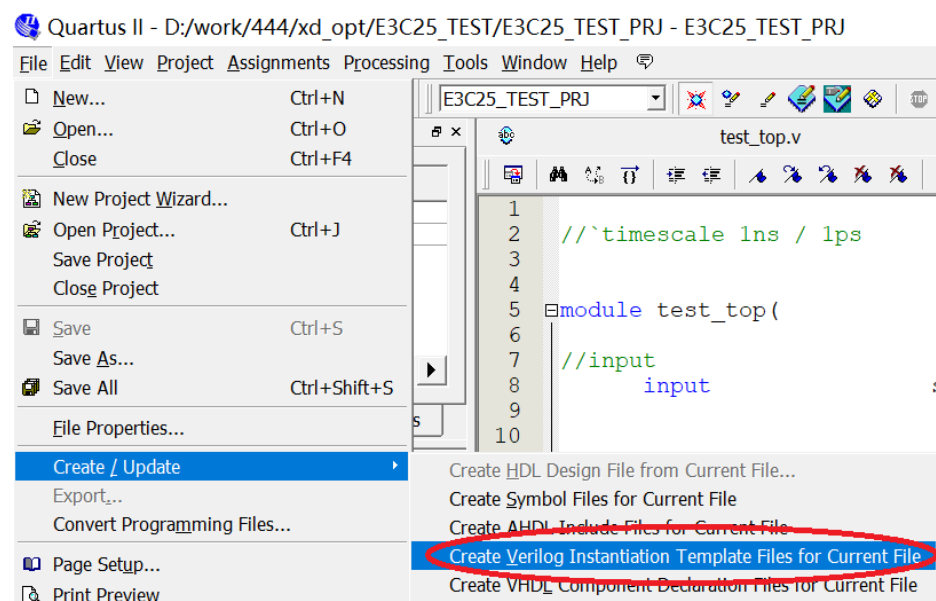 Quartus II - D:/work/444/xd_opt/E3C25_TEST/E3C25_TEST_PRJ - E3C25_TEST_PRJ
File Edit View Project Assignments Processing Tools Window Help
New... Ctrl+N
Open... Ctrl+O
Close Ctrl+F4
New Project Wizard...
Open Project... Ctrl+J
Save Project
Close Project
Save Ctrl+S
Save As...
Save All Ctrl+Shift+S
File Properties...
Create / Update
Export...
Convert Programming Files...
Page Setup...
Print Preview
E3C25_TEST_PRJ
STOP
abc
test_top.v
1
2 //`timescale 1ns / 1ps
3
4
5 module test_top(
6
7 //input
8 input s
9
10
s
Create HDL Design File from Current File...
Create Symbol Files for Current File
Create AHDL Include Files for Current File
Create Verilog Instantiation Template Files for Current File
Create VHDL Component Declaration Files for Current File